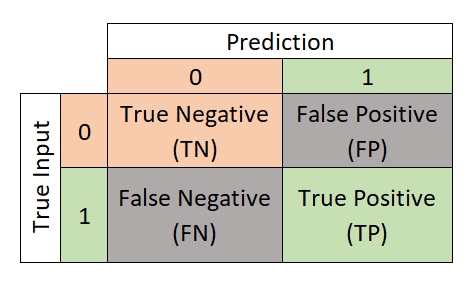 Prediction
0 1
True Input
0
True Negative
(TN)
False Positive
(FP)
1
False Negative
(FN)
True Positive
(TP)